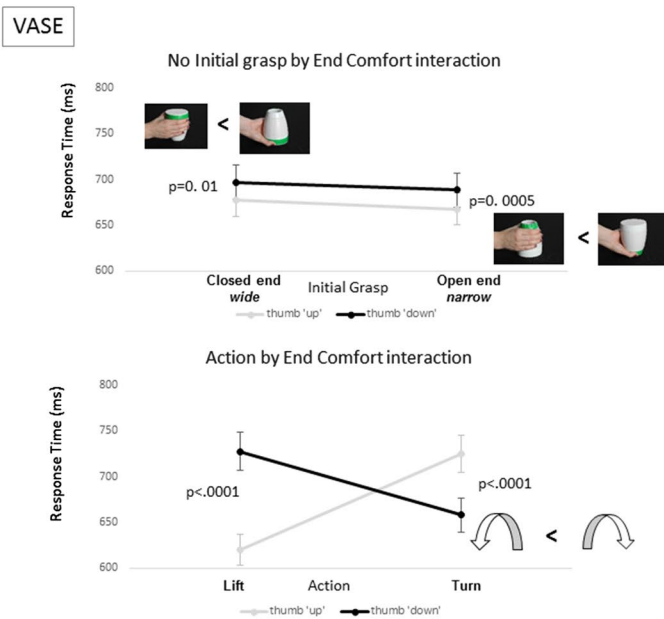 VASE
No Initial grasp by End Comfort interaction
Response Time (ms)
800
750
700
650
600
<
p=0. 01
p=0. 0005
<
Closed end
wide
Initial Grasp
Open end
narrow
thumb 'up'
thumb 'down'
Action by End Comfort interaction
Response Time (ms)
800
750
700
650
600
p<.0001
p<.0001
<
Lift
Action
Turn
thumb 'up'
thumb 'down'